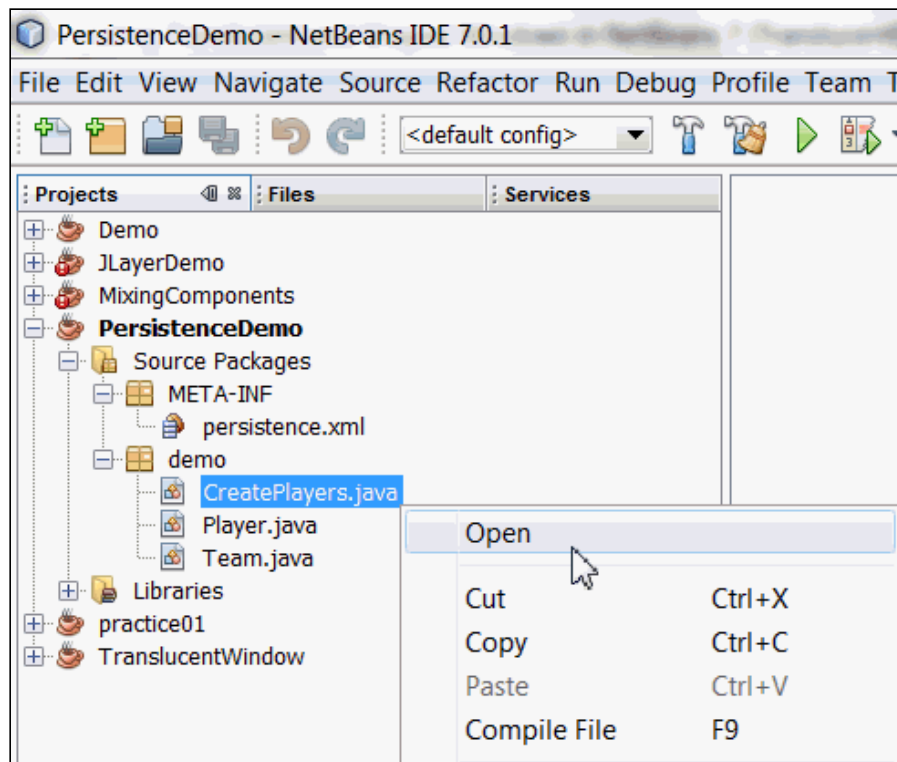 PersistenceDemo - NetBeans IDE 7.0.1
File Edit View Navigate Source Refactor Run Debug Profile Team
<default config>
Projects Files Services
Demo
JLayerDemo
MixingComponents
PersistenceDemo
Source Packages
META-INF
persistence.xml
demo
CreatePlayers.java
Player.java
Team.java
Libraries
practice01
TranslucentWindow
Open
Cut Ctrl+X
Copy Ctrl+C
Paste Ctrl+V
Compile File F9